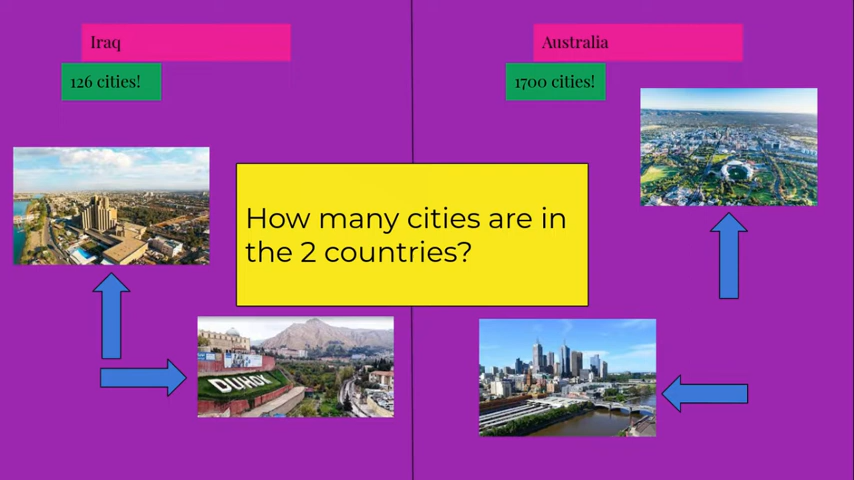 Iraq
126 cities!
Australia
1700 cities!
How many cities are in
the 2 countries?
DUHOK